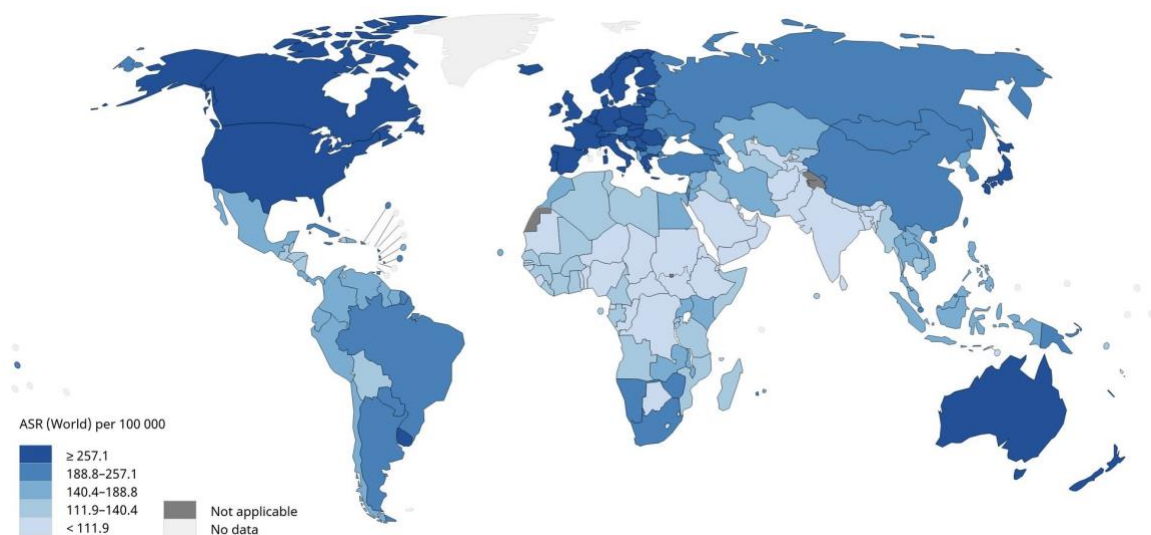 ASR (World) per 100 000
≥ 257.1
188.8–257.1
140.4–188.8
111.9–140.4
< 111.9
Not applicable
No data